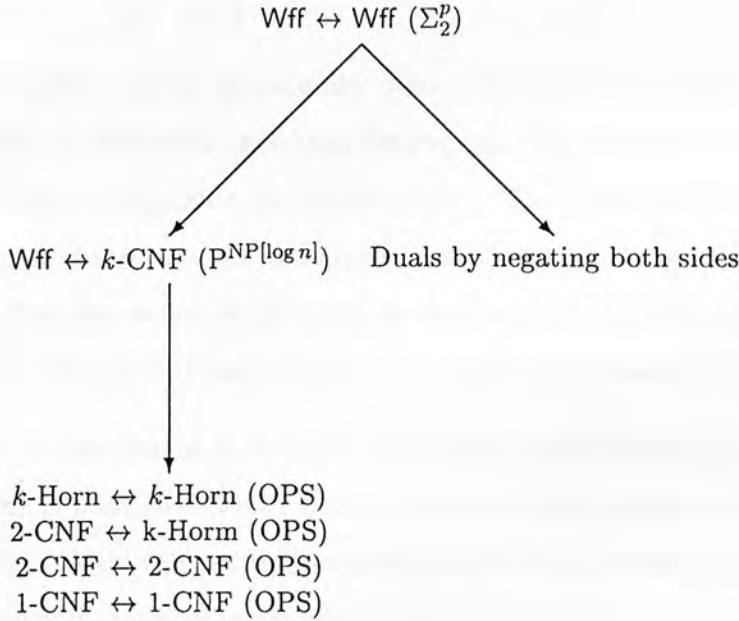 Wff ↔ Wff (Σ₂ᵖ)
Wff ↔ k-CNF (P^NP[log n]) Duals by negating both sides
k-Horn ↔ k-Horn (OPS)
2-CNF ↔ k-Horm (OPS)
2-CNF ↔ 2-CNF (OPS)
1-CNF ↔ 1-CNF (OPS)